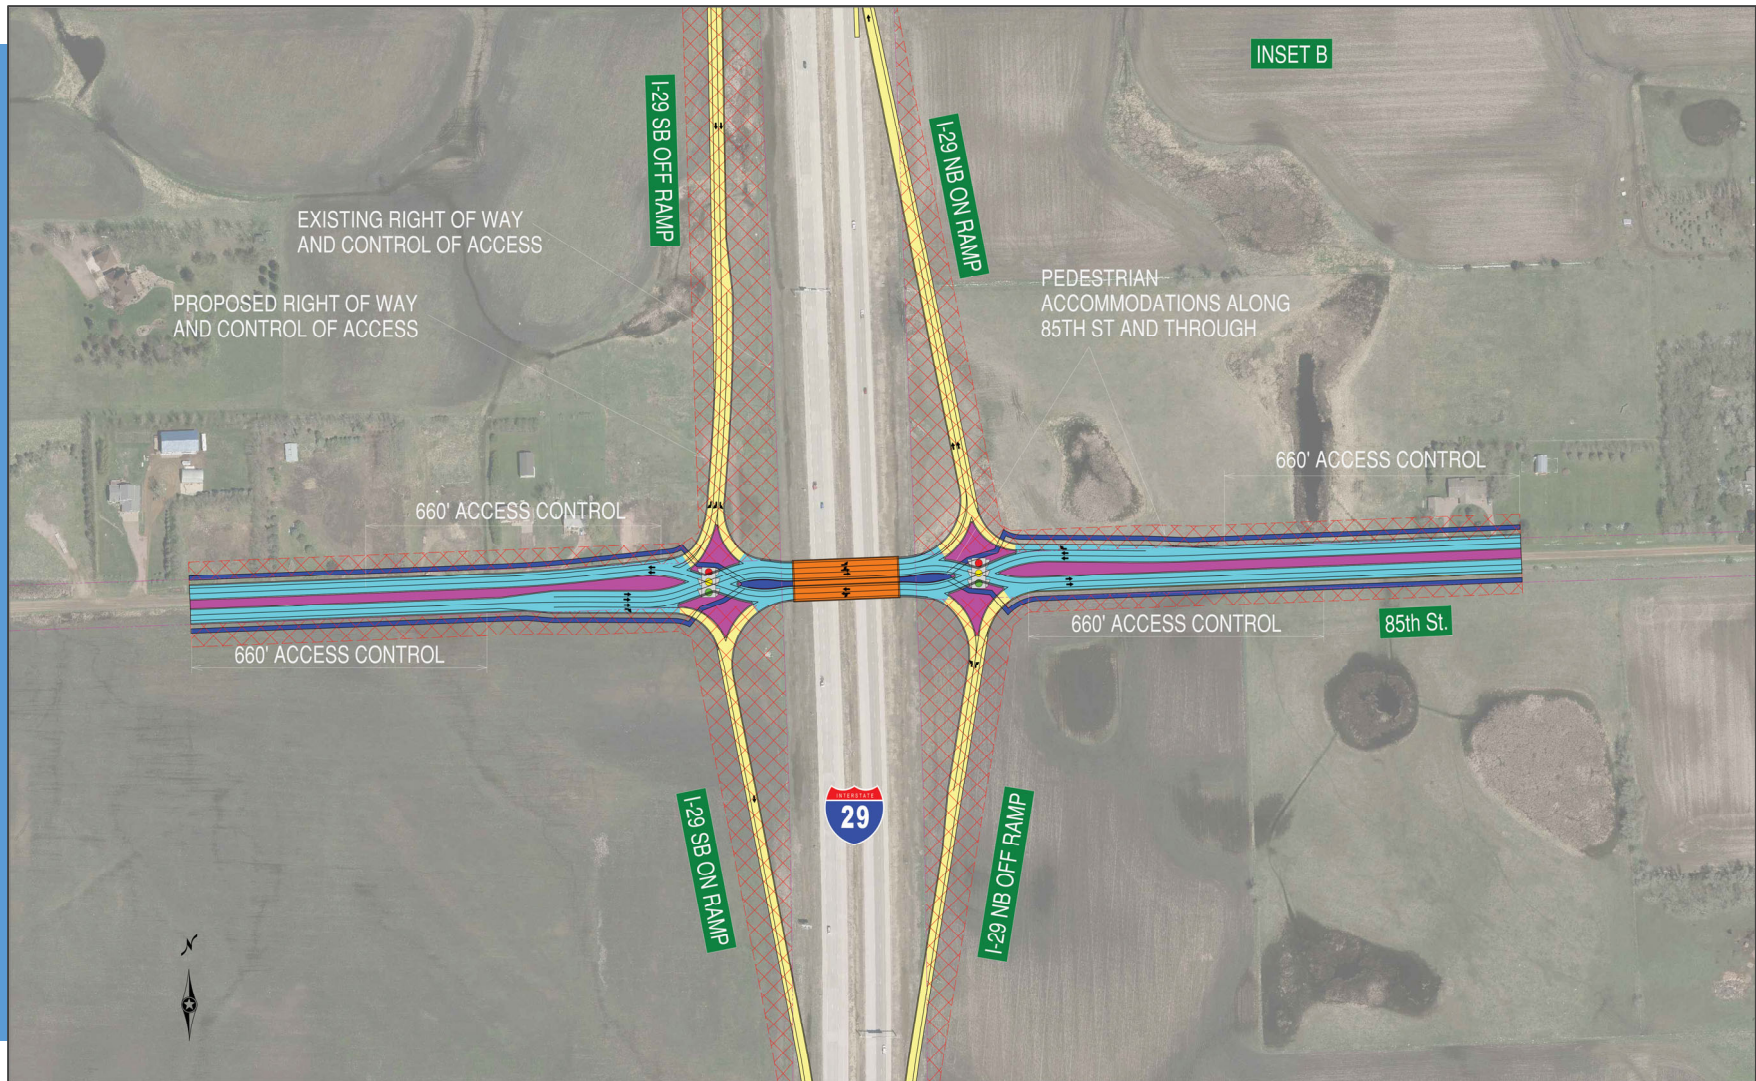 INSET B
I-29 SB OFF RAMP
I-29 NB ON RAMP
EXISTING RIGHT OF WAY
AND CONTROL OF ACCESS
PROPOSED RIGHT OF WAY
AND CONTROL OF ACCESS
PEDESTRIAN
ACCOMMODATIONS ALONG
85TH ST AND THROUGH
660' ACCESS CONTROL
660' ACCESS CONTROL
660' ACCESS CONTROL
660' ACCESS CONTROL
85th St.
I-29 SB ON RAMP
INTERSTATE
29
I-29 NB OFF RAMP
N